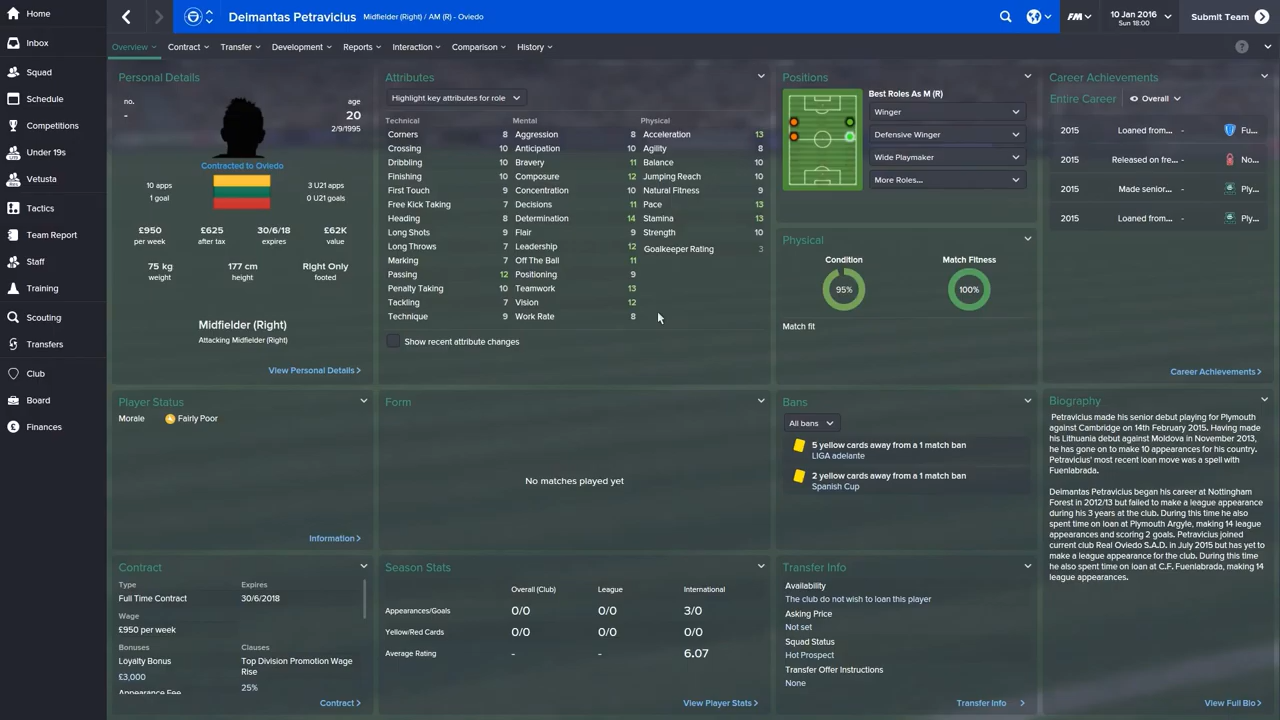 Home
Inbox
Squad
Schedule
Competitions
Under 19s
Vetusta
Tactics
Team Report
Staff
Training
Scouting
Transfers
Club
Board
Finances
Deimantas Petravicius
Midfielder (Right) / AM (R) - Oviedo
FM
10 Jan 2016
Sun 18:00
Submit Team
Overview
Contract
Transfer
Development
Reports
Interaction
Comparison
History
Personal Details
no.
age
20
2/9/1995
Contracted to Oviedo
10 apps
1 goal
3 U21 apps
0 U21 goals
£950
per week
£625
after tax
30/6/18
expires
£62K
value
75 kg
weight
177 cm
height
Right Only
footed
Midfielder (Right)
Attacking Midfielder (Right)
View Personal Details >
Attributes
Highlight key attributes for role
Technical Mental Physical
Corners 8 Aggression 8 Acceleration 13
Crossing 10 Anticipation 10 Agility 8
Dribbling 10 Bravery 11 Balance 10
Finishing 10 Composure 12 Jumping Reach 10
First Touch 9 Concentration 10 Natural Fitness 9
Free Kick Taking 7 Decisions 11 Pace 13
Heading 8 Determination 14 Stamina 13
Long Shots 9 Flair 9 Strength 10
Long Throws 7 Leadership 12 Goalkeeper Rating 3
Marking 7 Off The Ball 11
Passing 12 Positioning 9
Penalty Taking 10 Teamwork 13
Tackling 7 Vision 12
Technique 9 Work Rate 8
Show recent attribute changes
Positions
Best Roles As M (R)
Winger
Defensive Winger
Wide Playmaker
More Roles...
Physical
Condition
95%
Match Fitness
100%
Match fit
Career Achievements
Entire Career
Overall
2015 Loaned from... - Fu...
2015 Released on fre... - No...
2015 Made senior... - Ply...
2015 Loaned from... - Ply...
Career Achievements >
Player Status
Morale Fairly Poor
Information >
Form
No matches played yet
Bans
All bans
5 yellow cards away from a 1 match ban
LIGA adelante
2 yellow cards away from a 1 match ban
Spanish Cup
Biography
Petravicius made his senior debut playing for Plymouth
against Cambridge on 14th February 2015. Having made
his Lithuania debut against Moldova in November 2013,
he has gone on to make 10 appearances for his country.
Petravicius' most recent loan move was a spell with
Fuenlabrada.
Deimantas Petravicius began his career at Nottingham
Forest in 2012/13 but failed to make a league appearance
during his 3 years at the club. During this time he also
spent time on loan at Plymouth Argyle, making 14 league
appearances and scoring 2 goals. Petravicius joined
current club Real Oviedo S.A.D. in July 2015 but has yet to
make a league appearance for the club. During this time
he also spent time on loan at C.F. Fuenlabrada, making 14
league appearances.
View Full Bio >
Contract
Type
Full Time Contract
Expires
30/6/2018
Wage
£950 per week
Bonuses
Loyalty Bonus
£3,000
Appearance Fee
Clauses
Top Division Promotion Wage
Rise
25%
Contract >
Season Stats
Overall (Club) League International
Appearances/Goals 0/0 0/0 3/0
Yellow/Red Cards 0/0 0/0 0/0
Average Rating - - 6.07
View Player Stats >
Transfer Info
Availability
The club do not wish to loan this player
Asking Price
Not set
Squad Status
Hot Prospect
Transfer Offer Instructions
None
Transfer Info >